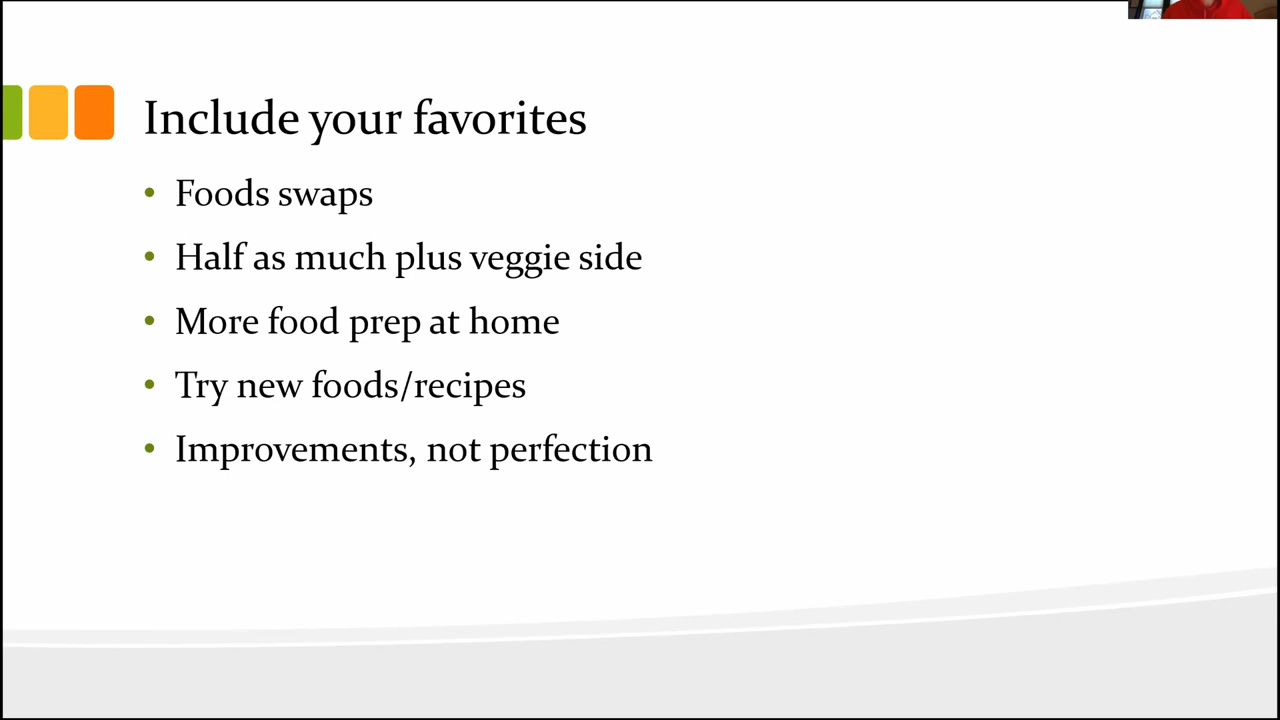 Include your favorites
• Foods swaps
• Half as much plus veggie side
• More food prep at home
• Try new foods/recipes
• Improvements, not perfection